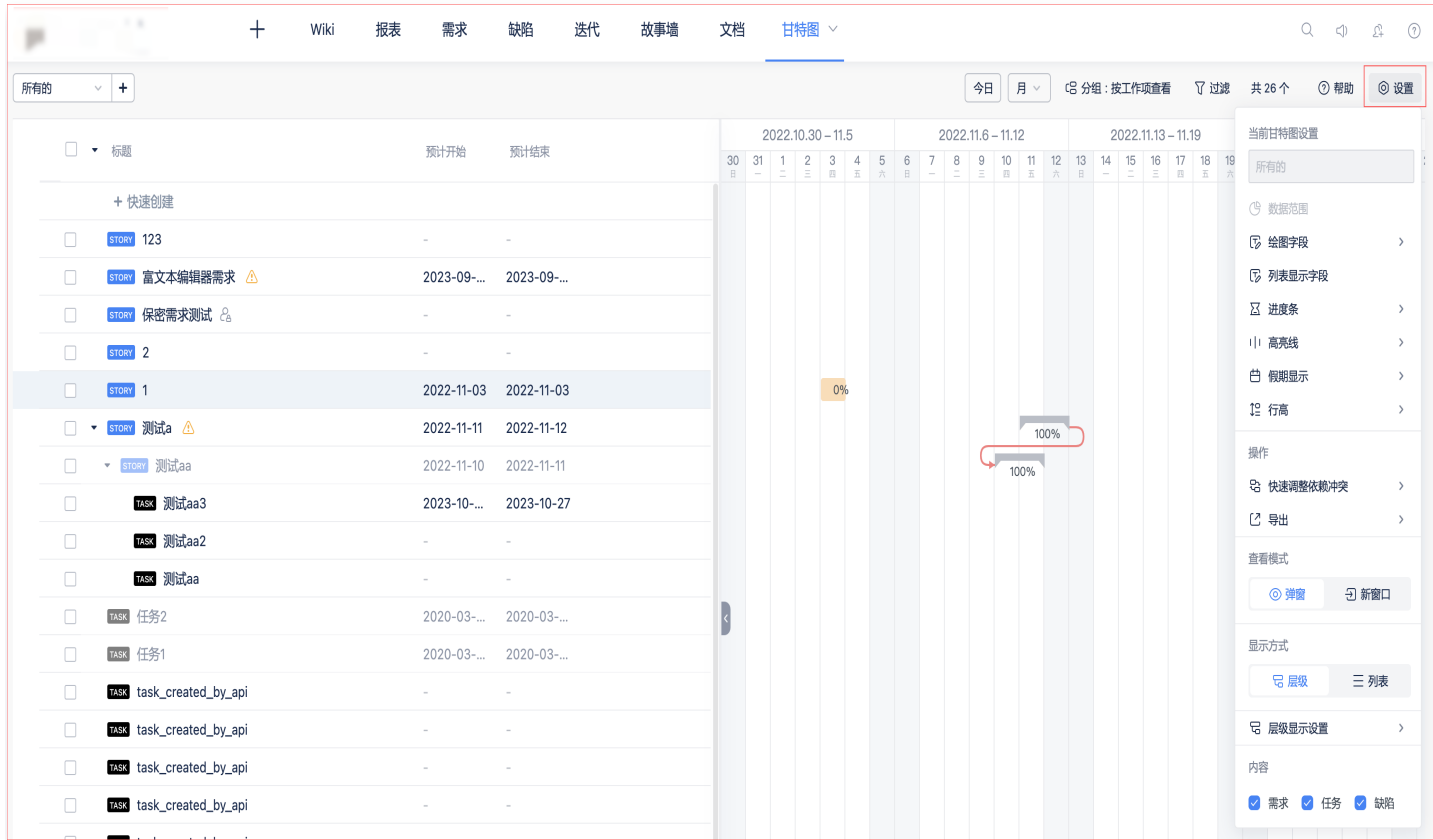 Wiki 报表 需求 缺陷 迭代 故事墙 文档 甘特图
所有的 今日 月 分组：按工作项查看 过滤 共 26 个 帮助 设置
标题 预计开始 预计结束
快速创建
STORY 123 - -
STORY 富文本编辑器需求 2023-09-... 2023-09-...
STORY 保密需求测试 - -
STORY 2 - -
STORY 1 2022-11-03 2022-11-03
STORY 测试a 2022-11-11 2022-11-12
STORY 测试aa 2022-11-10 2022-11-11
TASK 测试aa3 2023-10-... 2023-10-27
TASK 测试aa2 - -
TASK 测试aa - -
TASK 任务2 2020-03-... 2020-03-...
TASK 任务1 2020-03-... 2020-03-...
TASK task_created_by_api - -
TASK task_created_by_api - -
TASK task_created_by_api - -
TASK task_created_by_api - -
2022.10.30 – 11.5 2022.11.6 – 11.12 2022.11.13 – 11.19
30 31 1 2 3 4 5 6 7 8 9 10 11 12 13 14 15 16 17 18 19
日 一 二 三 四 五 六 日 一 二 三 四 五 六 日 一 二 三 四 五 六
0%
100%
100%
当前甘特图设置
所有的
数据范围
绘图字段
列表显示字段
进度条
高亮线
假期显示
行高
操作
快速调整依赖冲突
导出
查看模式
弹窗 新窗口
显示方式
层级 列表
层级显示设置
内容
需求 任务 缺陷